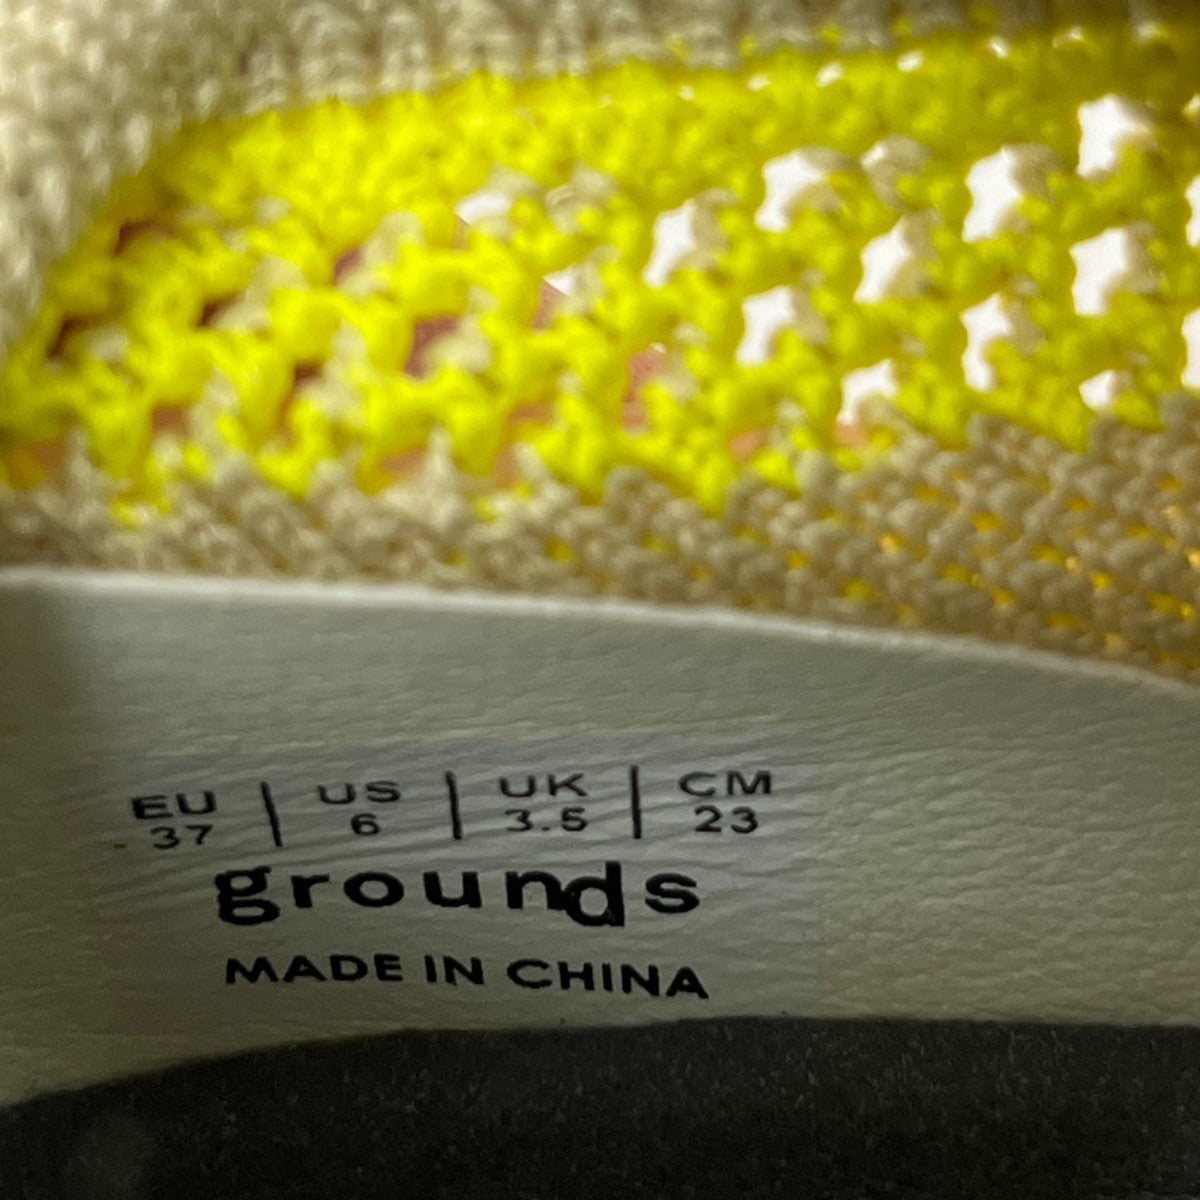 EU | US | UK | CM
37 | 6 | 3.5 | 23
grounds
MADE IN CHINA